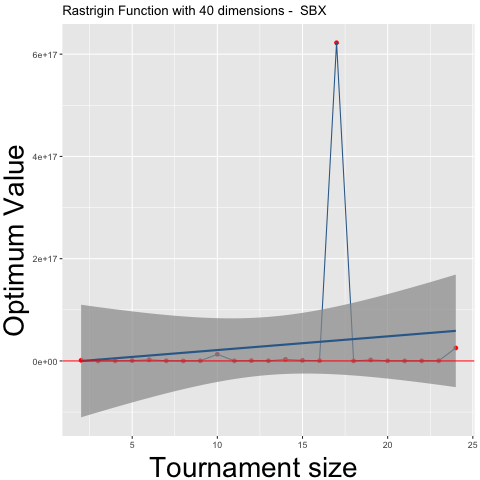 Rastrigin Function with 40 dimensions - SBX
Optimum Value
6e+17
4e+17
2e+17
0e+00
5
10
15
20
25
Tournament size